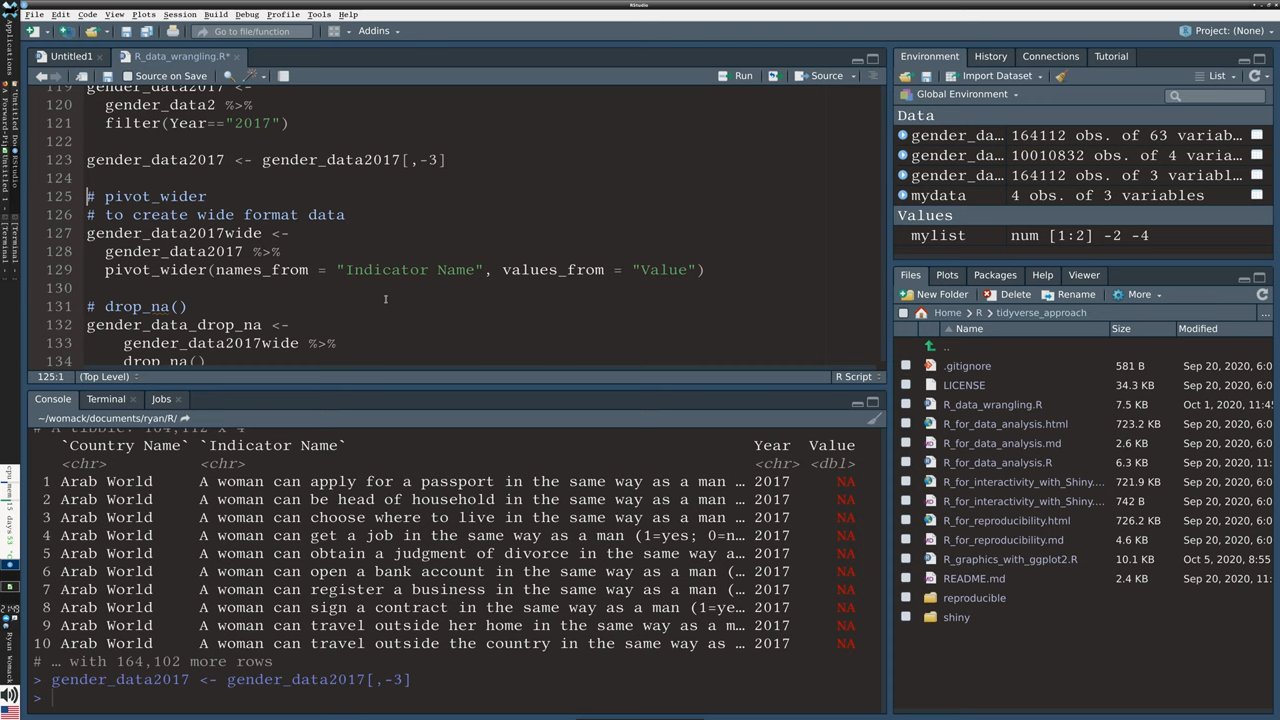 RStudio
File Edit Code View Plots Session Build Debug Profile Tools Help
Go to file/function Addins Project: (None)
Untitled1 R_data_wrangling.R*
Source on Save Run Source
119 gender_data2017 <-
120 gender_data2 %>%
121 filter(Year=="2017")
122
123 gender_data2017 <- gender_data2017[,-3]
124
125 # pivot_wider
126 # to create wide format data
127 gender_data2017wide <-
128 gender_data2017 %>%
129 pivot_wider(names_from = "Indicator Name", values_from = "Value")
130
131 # drop_na()
132 gender_data_drop_na <-
133 gender_data2017wide %>%
134 drop_na()
125:1 (Top Level) R Script
Console Terminal Jobs
~/womack/documents/ryan/R/
# A tibble: 164,112 x 4
`Country Name` `Indicator Name` Year Value
<chr> <chr> <chr> <dbl>
1 Arab World A woman can apply for a passport in the same way as a man … 2017 NA
2 Arab World A woman can be head of household in the same way as a man … 2017 NA
3 Arab World A woman can choose where to live in the same way as a man … 2017 NA
4 Arab World A woman can get a job in the same way as a man (1=yes; 0=n… 2017 NA
5 Arab World A woman can obtain a judgment of divorce in the same way a… 2017 NA
6 Arab World A woman can open a bank account in the same way as a man (… 2017 NA
7 Arab World A woman can register a business in the same way as a man (… 2017 NA
8 Arab World A woman can sign a contract in the same way as a man (1=ye… 2017 NA
9 Arab World A woman can travel outside her home in the same way as a m… 2017 NA
10 Arab World A woman can travel outside the country in the same way as … 2017 NA
# … with 164,102 more rows
> gender_data2017 <- gender_data2017[,-3]
>
Environment History Connections Tutorial
Import Dataset List
Global Environment
Data
gender_da… 164112 obs. of 63 variab…
gender_da… 10010832 obs. of 4 varia…
gender_da… 164112 obs. of 3 variabl…
mydata 4 obs. of 3 variables
Values
mylist num [1:2] -2 -4
Files Plots Packages Help Viewer
New Folder Delete Rename More
Home R tidyverse_approach ...
Name Size Modified
..
.gitignore 581 B Sep 20, 2020, 6:0
LICENSE 34.3 KB Sep 20, 2020, 6:0
R_data_wrangling.R 7.5 KB Oct 1, 2020, 11:45
R_for_data_analysis.html 723.2 KB Sep 20, 2020, 6:0
R_for_data_analysis.md 2.6 KB Sep 20, 2020, 6:0
R_for_data_analysis.R 6.3 KB Sep 20, 2020, 11:
R_for_interactivity_with_Shiny.... 721.9 KB Sep 20, 2020, 6:0
R_for_interactivity_with_Shiny.... 742 B Sep 20, 2020, 6:0
R_for_reproducibility.html 726.2 KB Sep 20, 2020, 6:0
R_for_reproducibility.md 4.6 KB Sep 20, 2020, 6:0
R_graphics_with_ggplot2.R 10.1 KB Oct 5, 2020, 8:55
README.md 2.4 KB Sep 20, 2020, 6:0
reproducible
shiny
Applications
RStudio
[Terminal]
[Terminal]
cpu mem 15 days
Ryan Womack